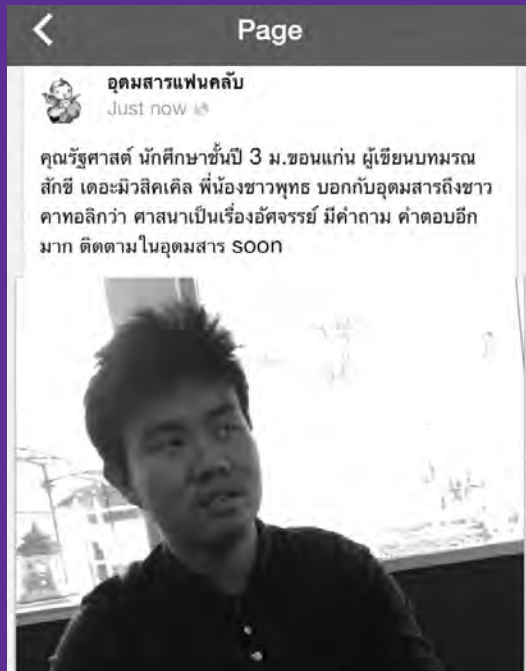 Page
อุดมสารแฟนคลับ
Just now
คุณรัฐศาสต์ นักศึกษาชั้นปี 3 ม.ขอนแก่น ผู้เขียนบทมรณ
สักขี เดอะมิวสิคเคิล พี่น้องชาวพุทธ บอกกับอุดมสารถึงชาว
คาทอลิกว่า ศาสนาเป็นเรื่องอัศจรรย์ มีคำถาม คำตอบอีก
มาก ติดตามในอุดมสาร soon